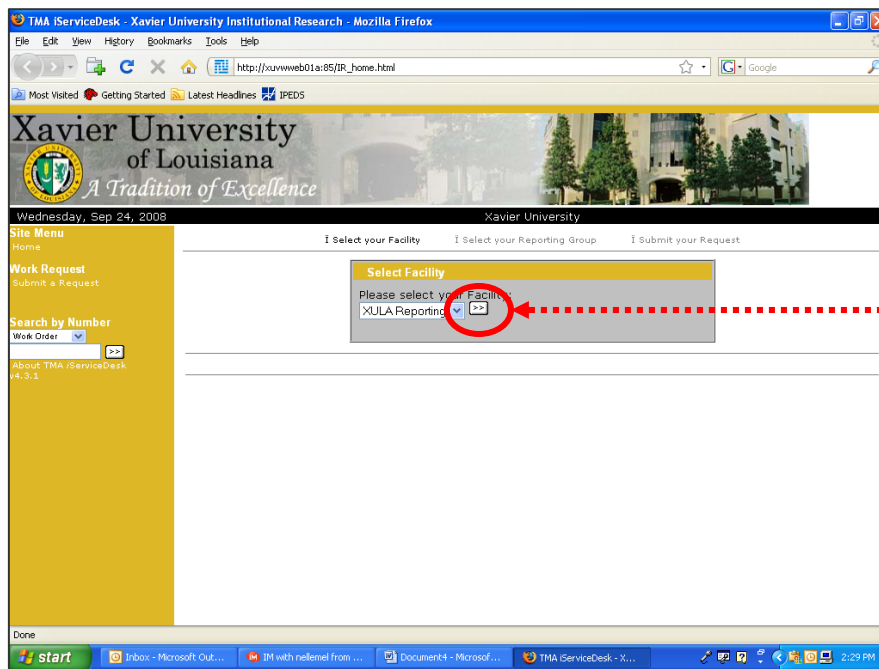 TMA iServiceDesk - Xavier University Institutional Research - Mozilla Firefox
File Edit View History Bookmarks Tools Help
http://xuvwweb01a:85/IR_home.html
G Google
Most Visited Getting Started Latest Headlines IPEDS
Xavier University
of Louisiana
A Tradition of Excellence
Wednesday, Sep 24, 2008 Xavier University
Site Menu
Home
Ï Select your Facility Ï Select your Reporting Group Ï Submit your Request
Work Request
Submit a Request
Select Facility
Please select your Facility:
XULA Reporting >>
Search by Number
Work Order
>>
About TMA iServiceDesk
v4.3.1
Done
start Inbox - Microsoft Out... IM with nellemel from ... Document4 - Microsof... TMA iServiceDesk - X... 2:29 PM